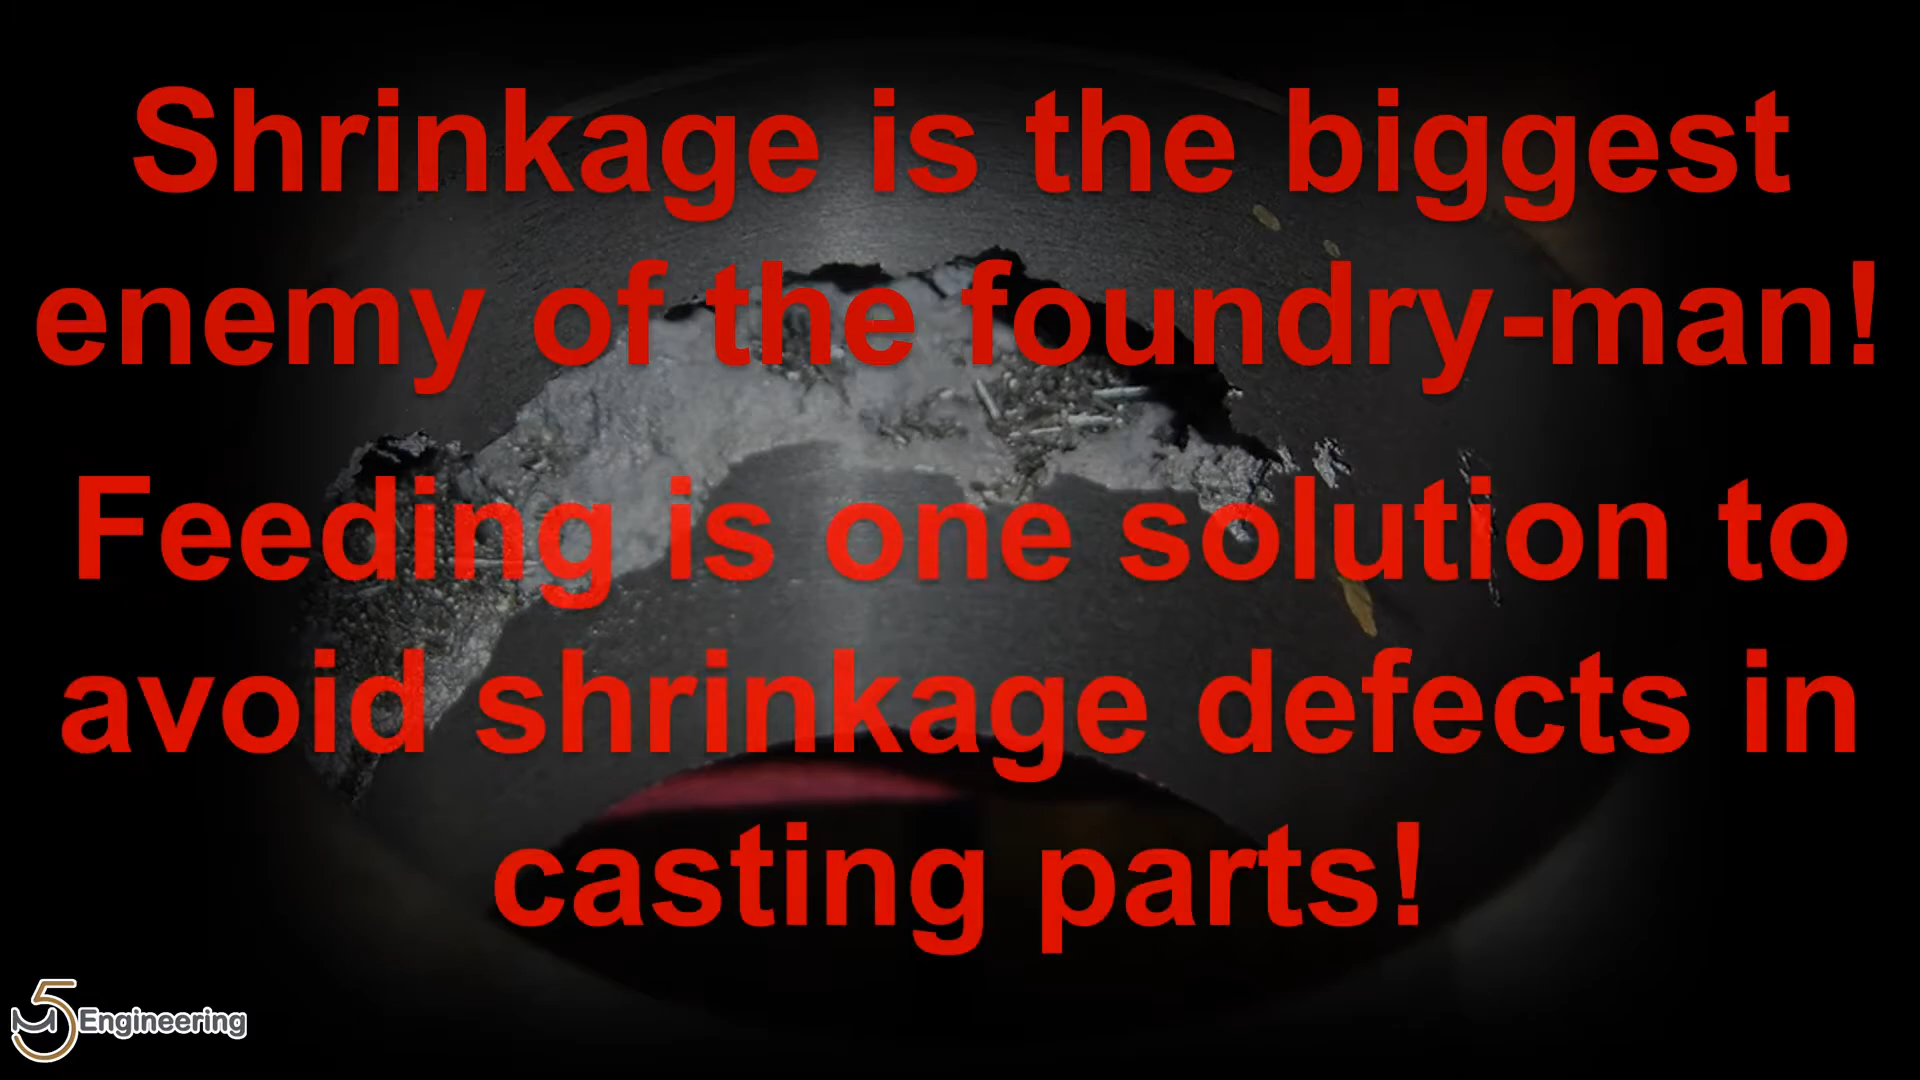 Shrinkage is the biggest
enemy of the foundry-man!
Feeding is one solution to
avoid shrinkage defects in
casting parts!
M5 Engineering